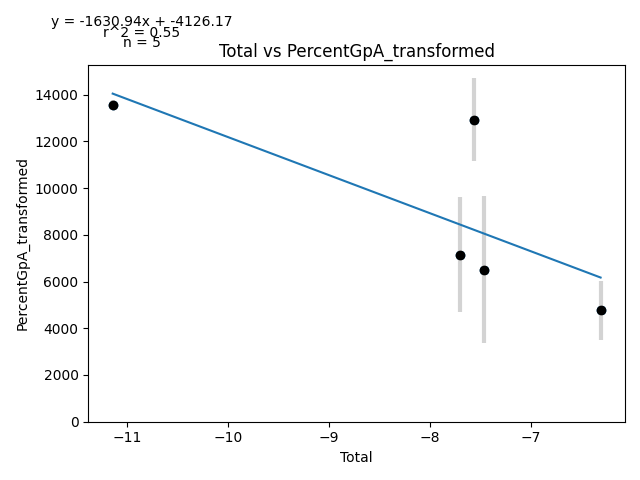 y = -1630.94x + -4126.17
r^2 = 0.55
n = 5
Total vs PercentGpA_transformed
PercentGpA_transformed
14000
12000
10000
8000
6000
4000
2000
0
−11 −10 −9 −8 −7
Total